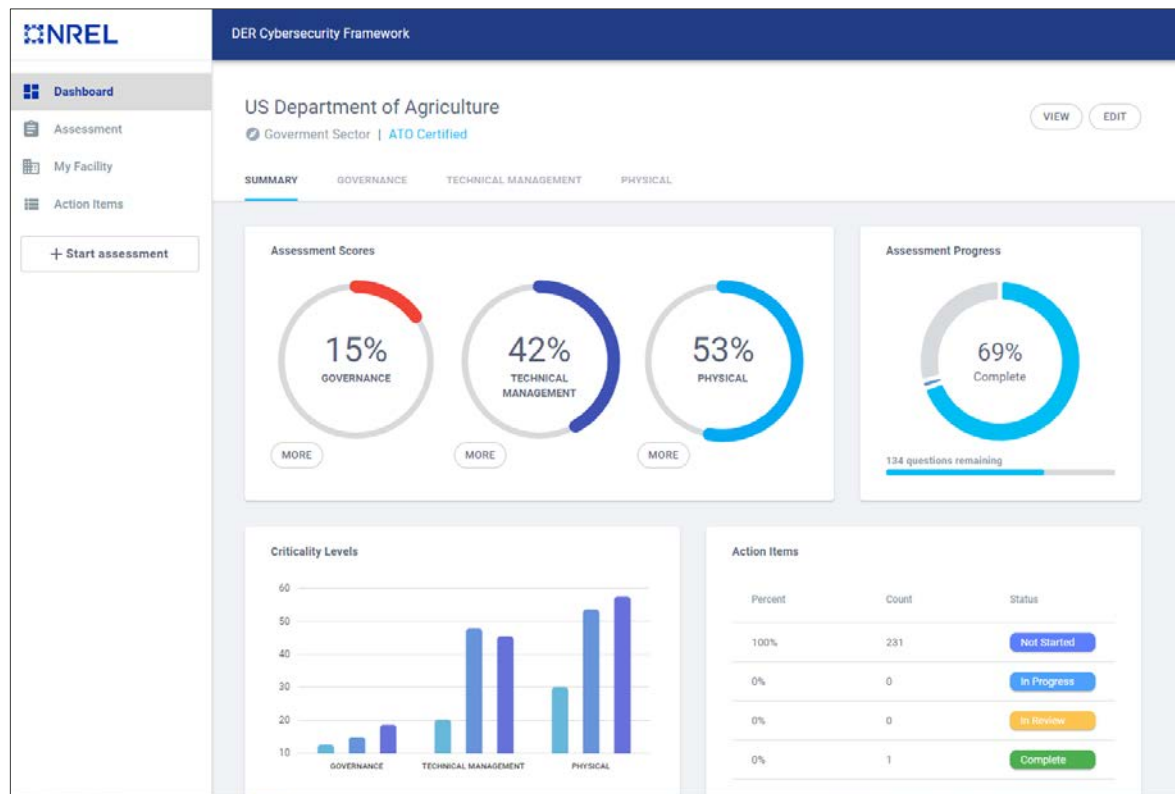 NREL
DER Cybersecurity Framework
Dashboard
Assessment
My Facility
Action Items
+ Start assessment
US Department of Agriculture
Goverment Sector | ATO Certified
VIEW
EDIT
SUMMARY
GOVERNANCE
TECHNICAL MANAGEMENT
PHYSICAL
Assessment Scores
15%
GOVERNANCE
MORE
42%
TECHNICAL
MANAGEMENT
MORE
53%
PHYSICAL
MORE
Assessment Progress
69%
Complete
134 questions remaining
Criticality Levels
60
50
40
30
20
10
GOVERNANCE
TECHNICAL MANAGEMENT
PHYSICAL
Action Items
Percent Count Status
100% 231 Not Started
0% 0 In Progress
0% 0 In Review
0% 1 Complete